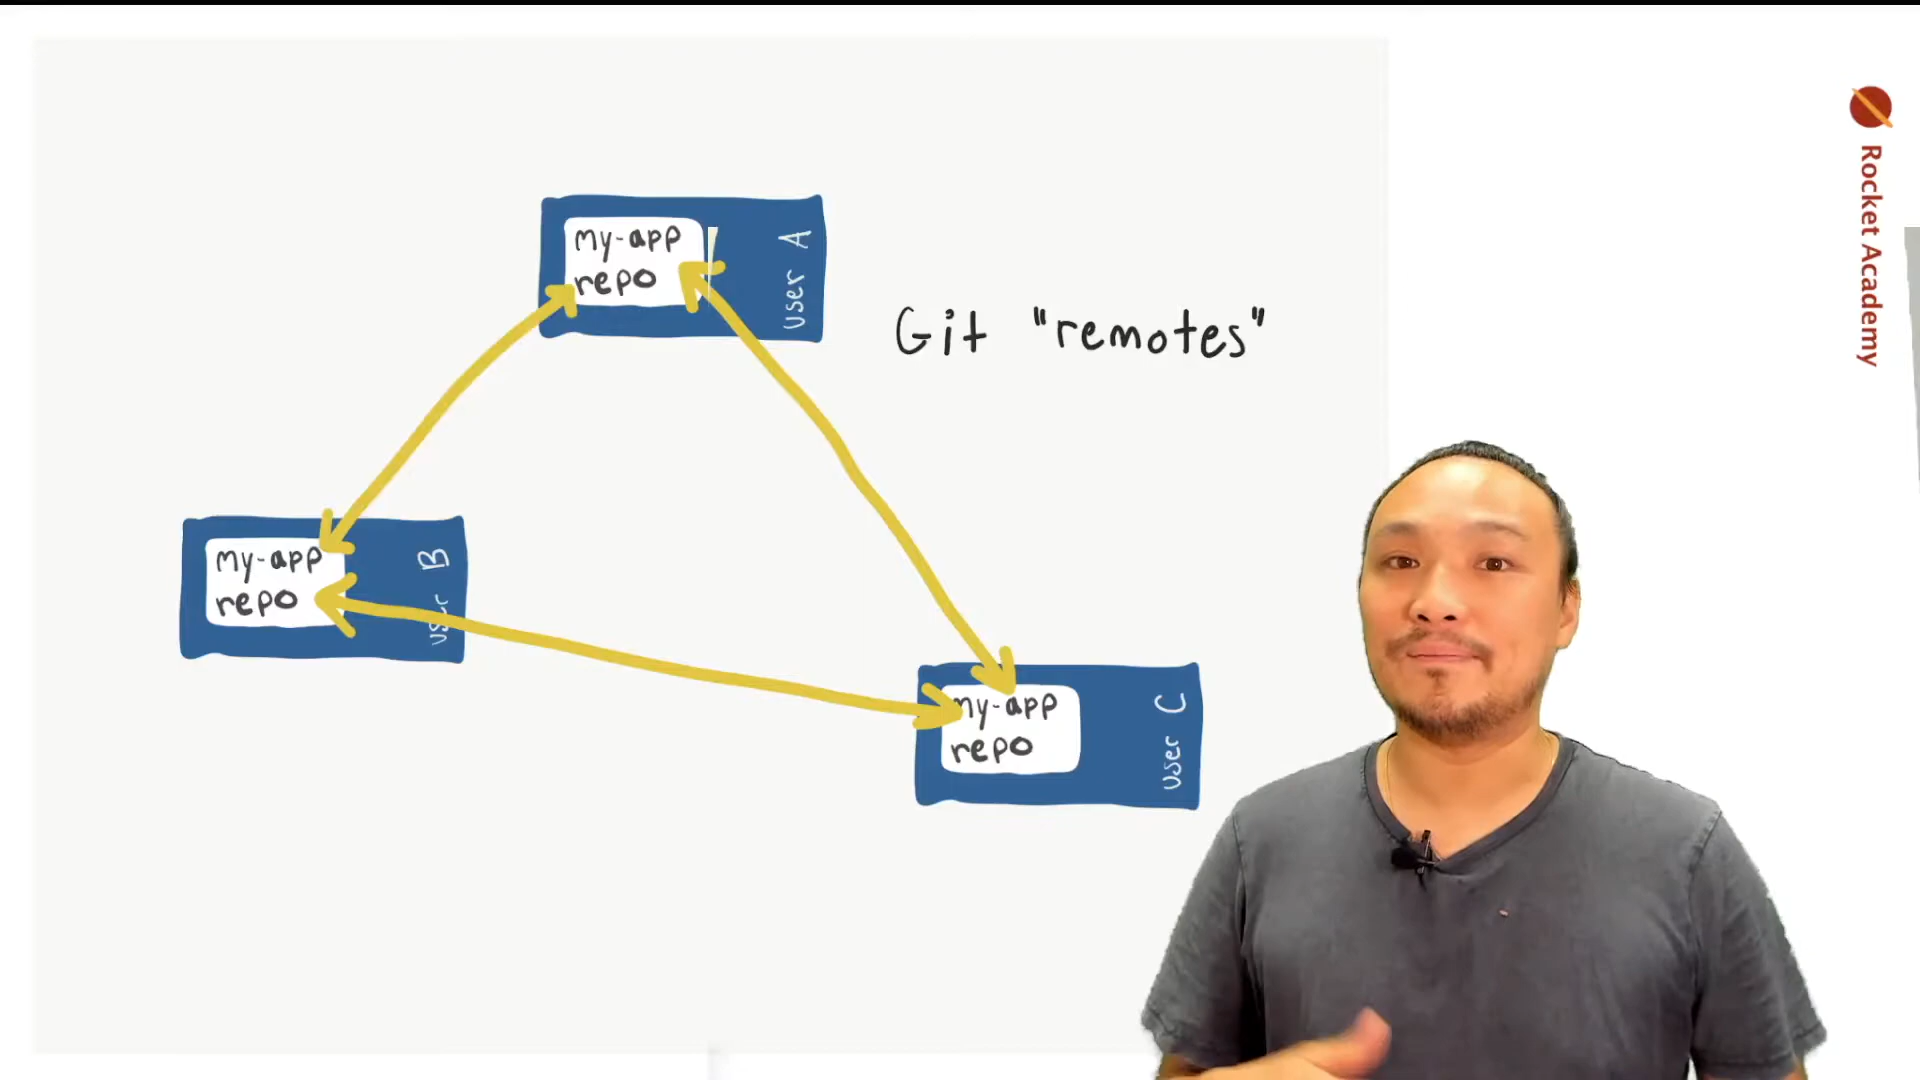 my-app
repo
User A
Git "remotes"
my-app
repo
User B
my-app
repo
User C
Rocket Academy